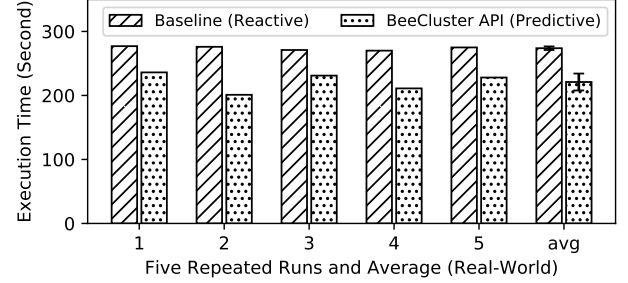 Baseline (Reactive) BeeCluster API (Predictive)
Execution Time (Second)
300
200
100
0
1 2 3 4 5 avg
Five Repeated Runs and Average (Real-World)